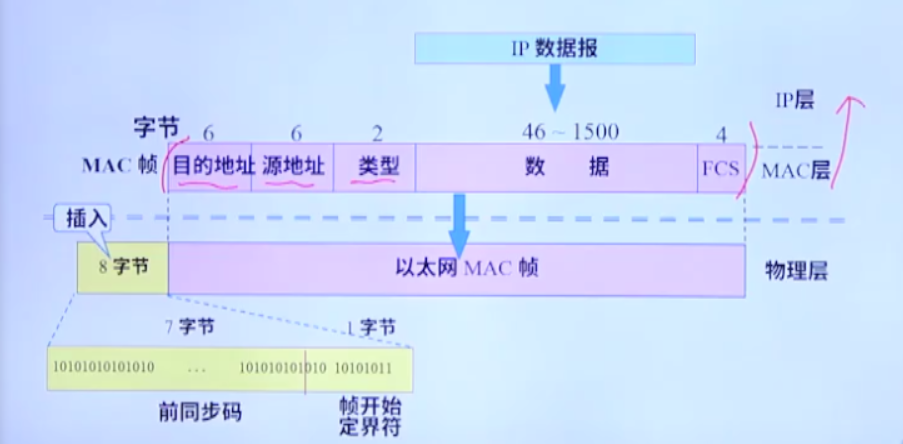 IP 数据报
IP层
字节 6 6 2 46 ~ 1500 4
MAC 帧 目的地址 源地址 类型 数 据 FCS MAC层
插入
8 字节 以太网 MAC 帧 物理层
7 字节 1 字节
10101010101010 ... 101010101010 10101011
前同步码 帧开始
定界符